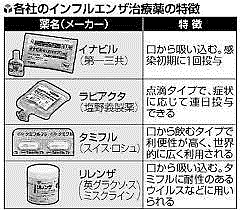 各社のインフルエンザ治療薬の特徴
薬名(メーカー) 特徴
イナビル
(第一三共)
口から吸い込む。感
染初期に1回投与
ラピアクタ
(塩野義製薬)
点滴タイプで、症状
に応じて連日投与
できる
タミフル
(スイス・ロシュ)
口から飲むタイプで
利便性が高く、世界
的に広く利用される
リレンザ
(英グラクソ・ス
ミスクライン)
口から吸い込む。タ
ミフルに耐性のある
ウイルスなどに用い
られる